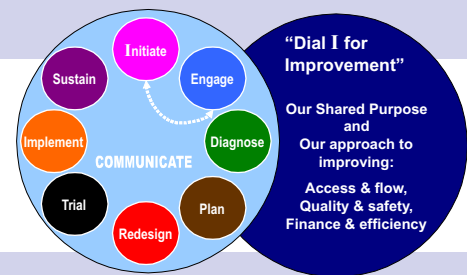 Initiate
Engage
Diagnose
Plan
Redesign
Trial
Implement
Sustain
COMMUNICATE
“Dial I for
Improvement”
Our Shared Purpose
and
Our approach to
improving:
Access & flow,
Quality & safety,
Finance & efficiency